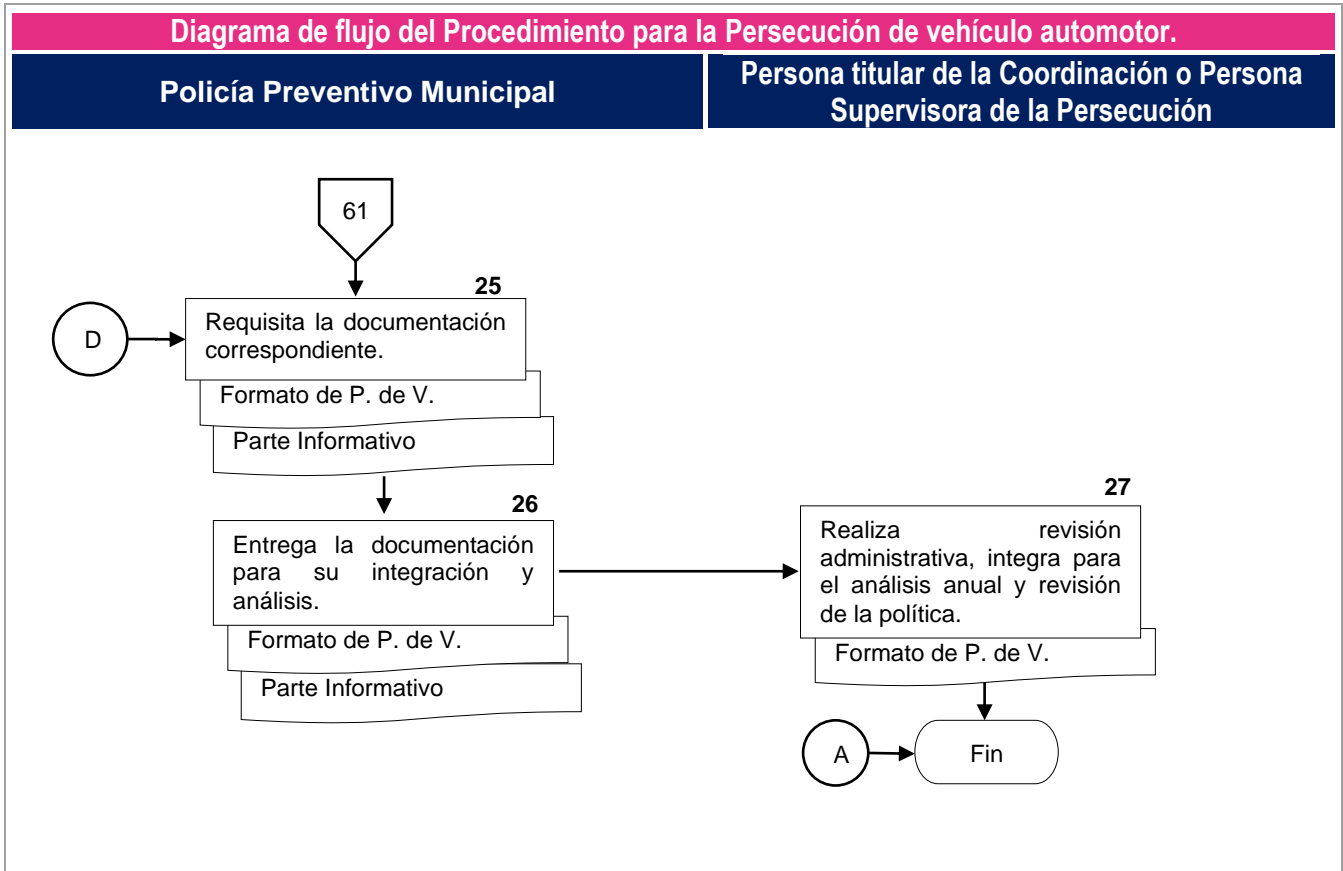 Diagrama de flujo del Procedimiento para la Persecución de vehículo automotor.
Policía Preventivo Municipal
Persona titular de la Coordinación o Persona
Supervisora de la Persecución
61
25
D
Requisita la documentación
correspondiente.
Formato de P. de V.
Parte Informativo
26
Entrega la documentación
para su integración y
análisis.
Formato de P. de V.
Parte Informativo
27
Realiza revisión
administrativa, integra para
el análisis anual y revisión
de la política.
Formato de P. de V.
A
Fin